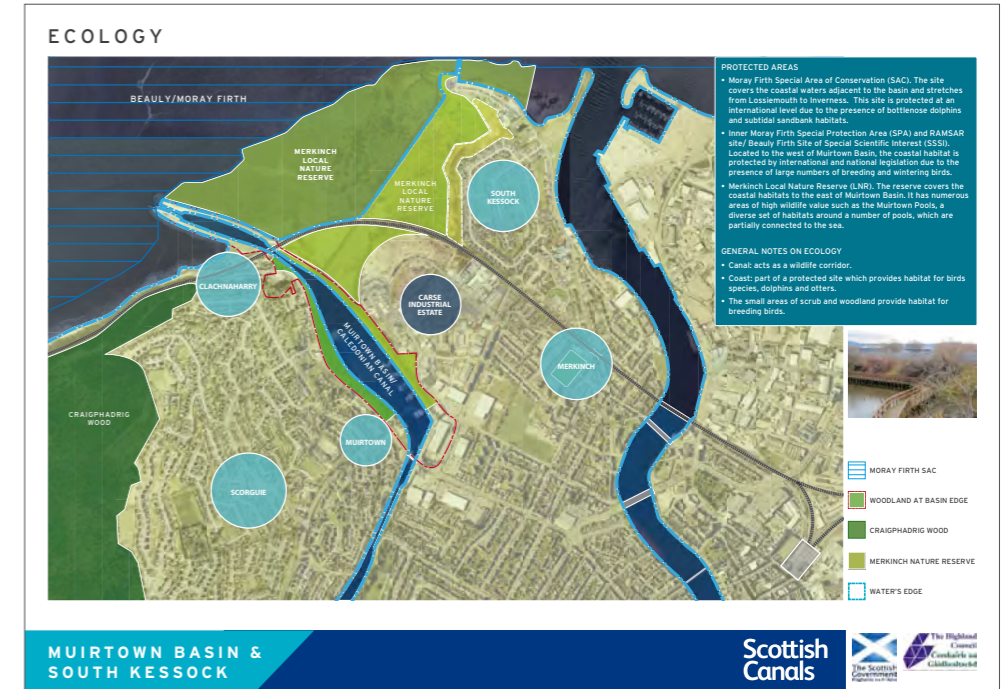 ECOLOGY
BEAULY/MORAY FIRTH
MERKINCH
LOCAL
NATURE
RESERVE
MERKINCH
LOCAL
NATURE
RESERVE
SOUTH
KESSOCK
CLACHNAHARRY
CARSE
INDUSTRIAL
ESTATE
MUIRTOWN BASIN/
CALEDONIAN CANAL
MERKINCH
CRAIGPHADRIG
WOOD
MUIRTOWN
SCORGUIE
PROTECTED AREAS
• Moray Firth Special Area of Conservation (SAC). The site
covers the coastal waters adjacent to the basin and stretches
from Lossiemouth to Inverness. This site is protected at an
international level due to the presence of bottlenose dolphins
and subtidal sandbank habitats.
• Inner Moray Firth Special Protection Area (SPA) and RAMSAR
site/ Beauly Firth Site of Special Scientific Interest (SSSI).
Located to the west of Muirtown Basin, the coastal habitat is
protected by international and national legislation due to the
presence of large numbers of breeding and wintering birds.
• Merkinch Local Nature Reserve (LNR). The reserve covers the
coastal habitats to the east of Muirtown Basin. It has numerous
areas of high wildlife value such as the Muirtown Pools, a
diverse set of habitats around a number of pools, which are
partially connected to the sea.
GENERAL NOTES ON ECOLOGY
• Canal: acts as a wildlife corridor.
• Coast: part of a protected site which provides habitat for birds
species, dolphins and otters.
• The small areas of scrub and woodland provide habitat for
breeding birds.
MORAY FIRTH SAC
WOODLAND AT BASIN EDGE
CRAIGPHADRIG WOOD
MERKINCH NATURE RESERVE
WATER'S EDGE
MUIRTOWN BASIN &
SOUTH KESSOCK
Scottish
Canals
The Scottish
Government
The Highland
Council
Comhairle na
Gàidhealtachd